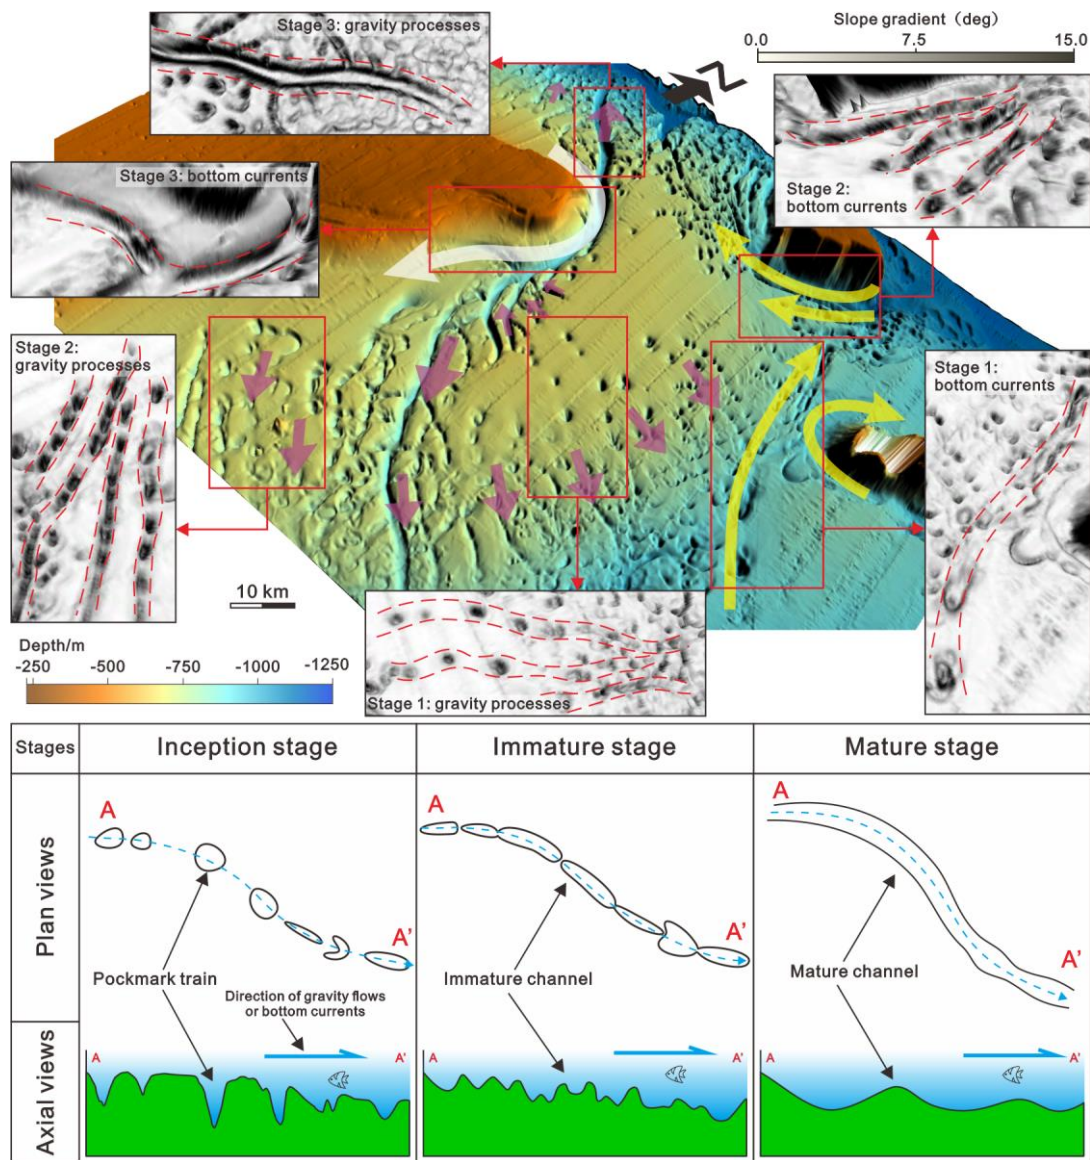 Stage 3: gravity processes
Slope gradient (deg)
0.0 7.5 15.0
N
Stage 3: bottom currents
Stage 2:
bottom currents
Stage 2:
gravity processes
Stage 1:
bottom currents
10 km
Depth/m
-250 -500 -750 -1000 -1250
Stage 1: gravity processes
Stages
Inception stage
Immature stage
Mature stage
Plan views
A
A'
Pockmark train
Direction of gravity flows
or bottom currents
A
A'
Immature channel
A
A'
Mature channel
Axial views
A
A'
A
A'
A
A'